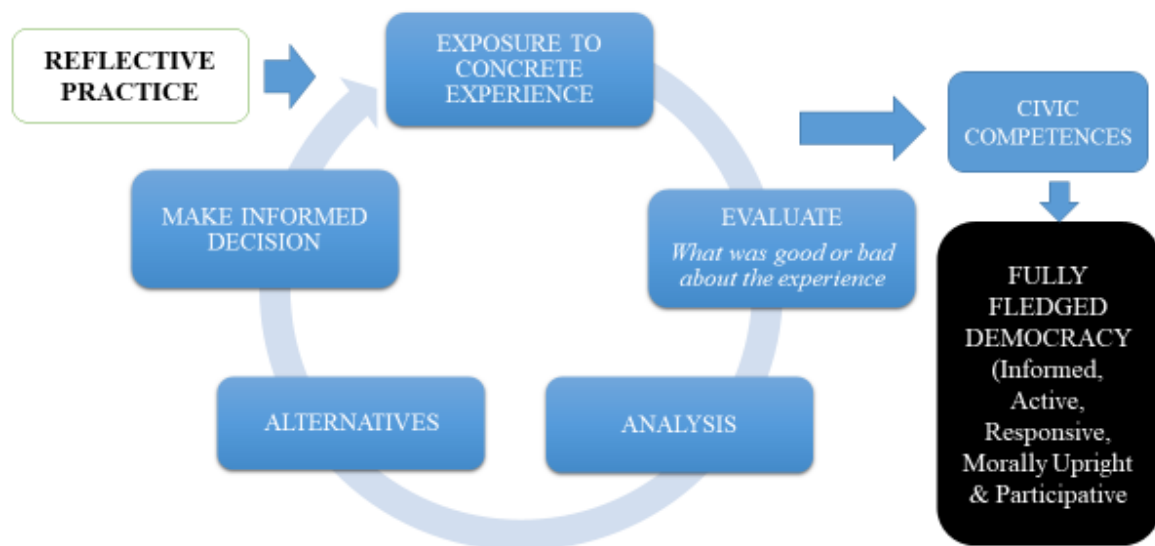 REFLECTIVE
PRACTICE
EXPOSURE TO
CONCRETE
EXPERIENCE
CIVIC
COMPETENCES
MAKE INFORMED
DECISION
EVALUATE
What was good or bad
about the experience
ALTERNATIVES
ANALYSIS
FULLY
FLEDGED
DEMOCRACY
(Informed,
Active,
Responsive,
Morally Upright
& Participative